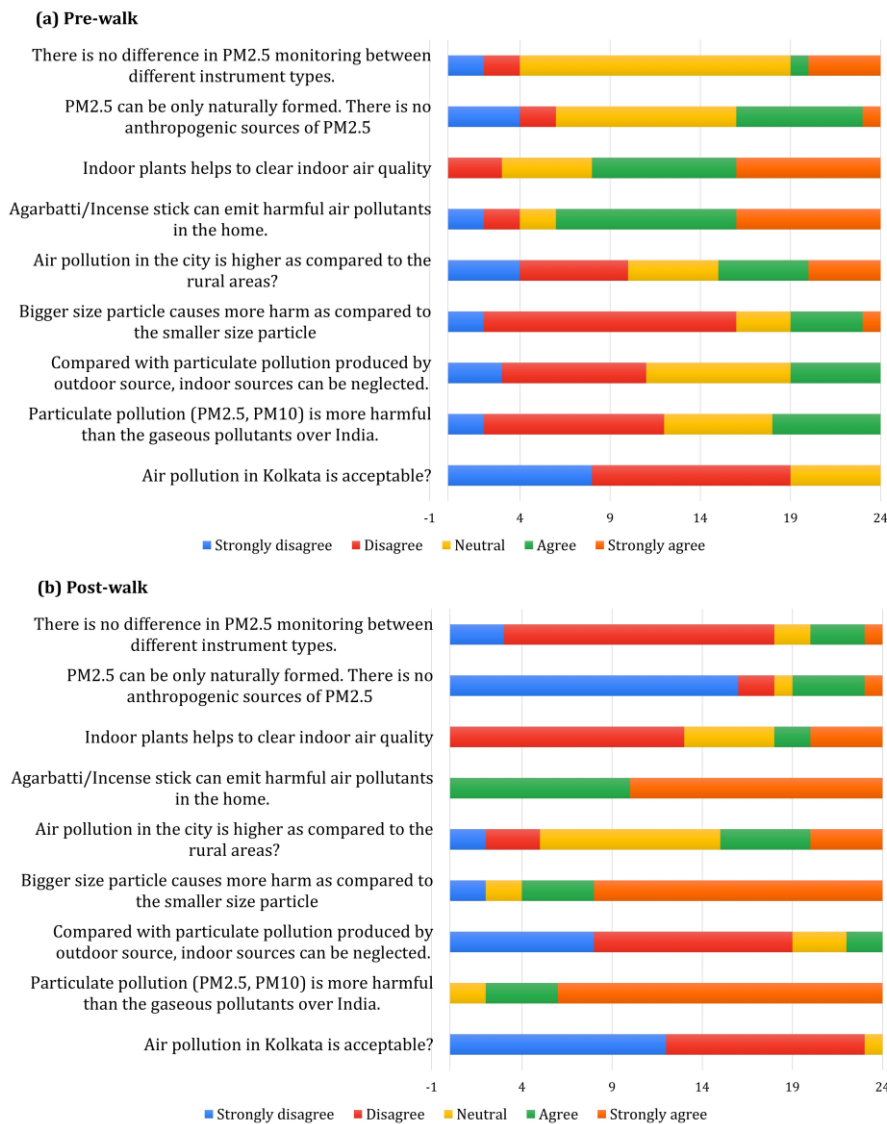 (a) Pre-walk
There is no difference in PM2.5 monitoring between
different instrument types.
PM2.5 can be only naturally formed. There is no
anthropogenic sources of PM2.5
Indoor plants helps to clear indoor air quality
Agarbatti/Incense stick can emit harmful air pollutants
in the home.
Air pollution in the city is higher as compared to the
rural areas?
Bigger size particle causes more harm as compared to
the smaller size particle
Compared with particulate pollution produced by
outdoor source, indoor sources can be neglected.
Particulate pollution (PM2.5, PM10) is more harmful
than the gaseous pollutants over India.
Air pollution in Kolkata is acceptable?
-1 4 9 14 19 24
Strongly disagree Disagree Neutral Agree Strongly agree
(b) Post-walk
There is no difference in PM2.5 monitoring between
different instrument types.
PM2.5 can be only naturally formed. There is no
anthropogenic sources of PM2.5
Indoor plants helps to clear indoor air quality
Agarbatti/Incense stick can emit harmful air pollutants
in the home.
Air pollution in the city is higher as compared to the
rural areas?
Bigger size particle causes more harm as compared to
the smaller size particle
Compared with particulate pollution produced by
outdoor source, indoor sources can be neglected.
Particulate pollution (PM2.5, PM10) is more harmful
than the gaseous pollutants over India.
Air pollution in Kolkata is acceptable?
-1 4 9 14 19 24
Strongly disagree Disagree Neutral Agree Strongly agree